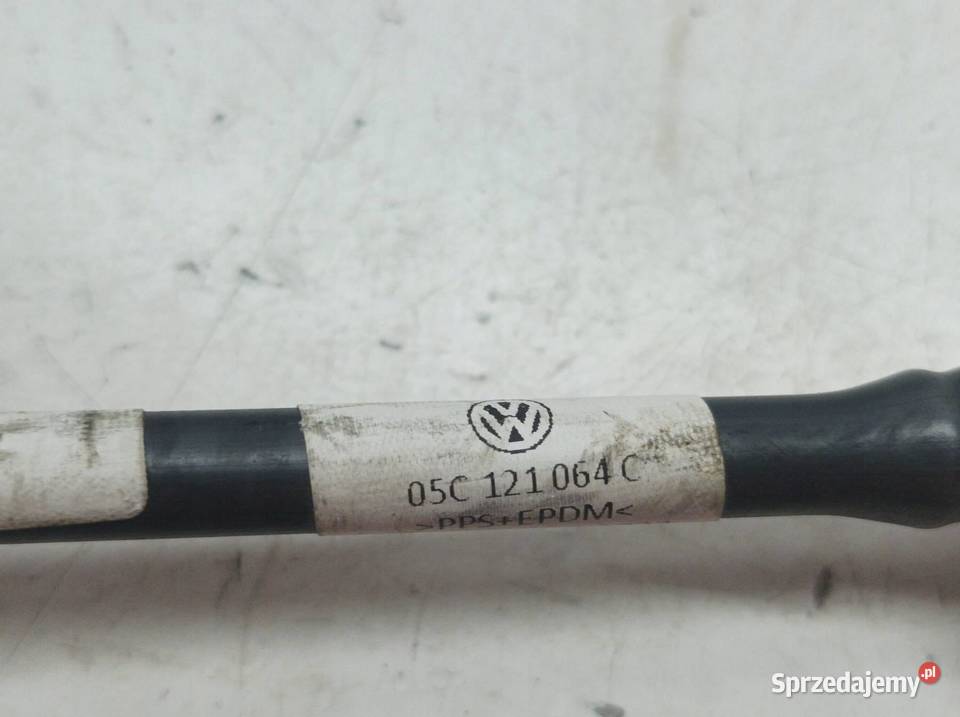 05C 121 064 C
>PPS+EPDM<
Sprzedajemy.pl